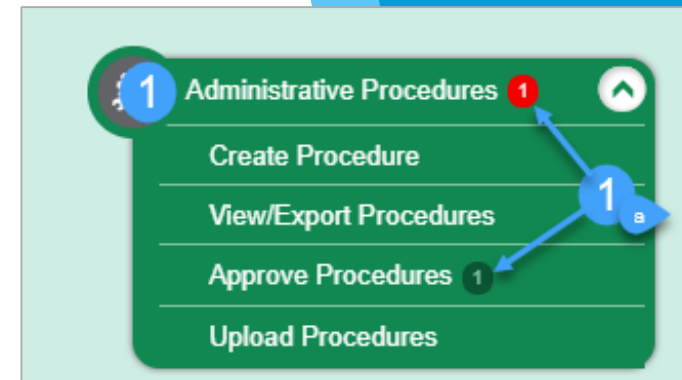 1 Administrative Procedures 1
Create Procedure
View/Export Procedures
1 a
Approve Procedures 1
Upload Procedures